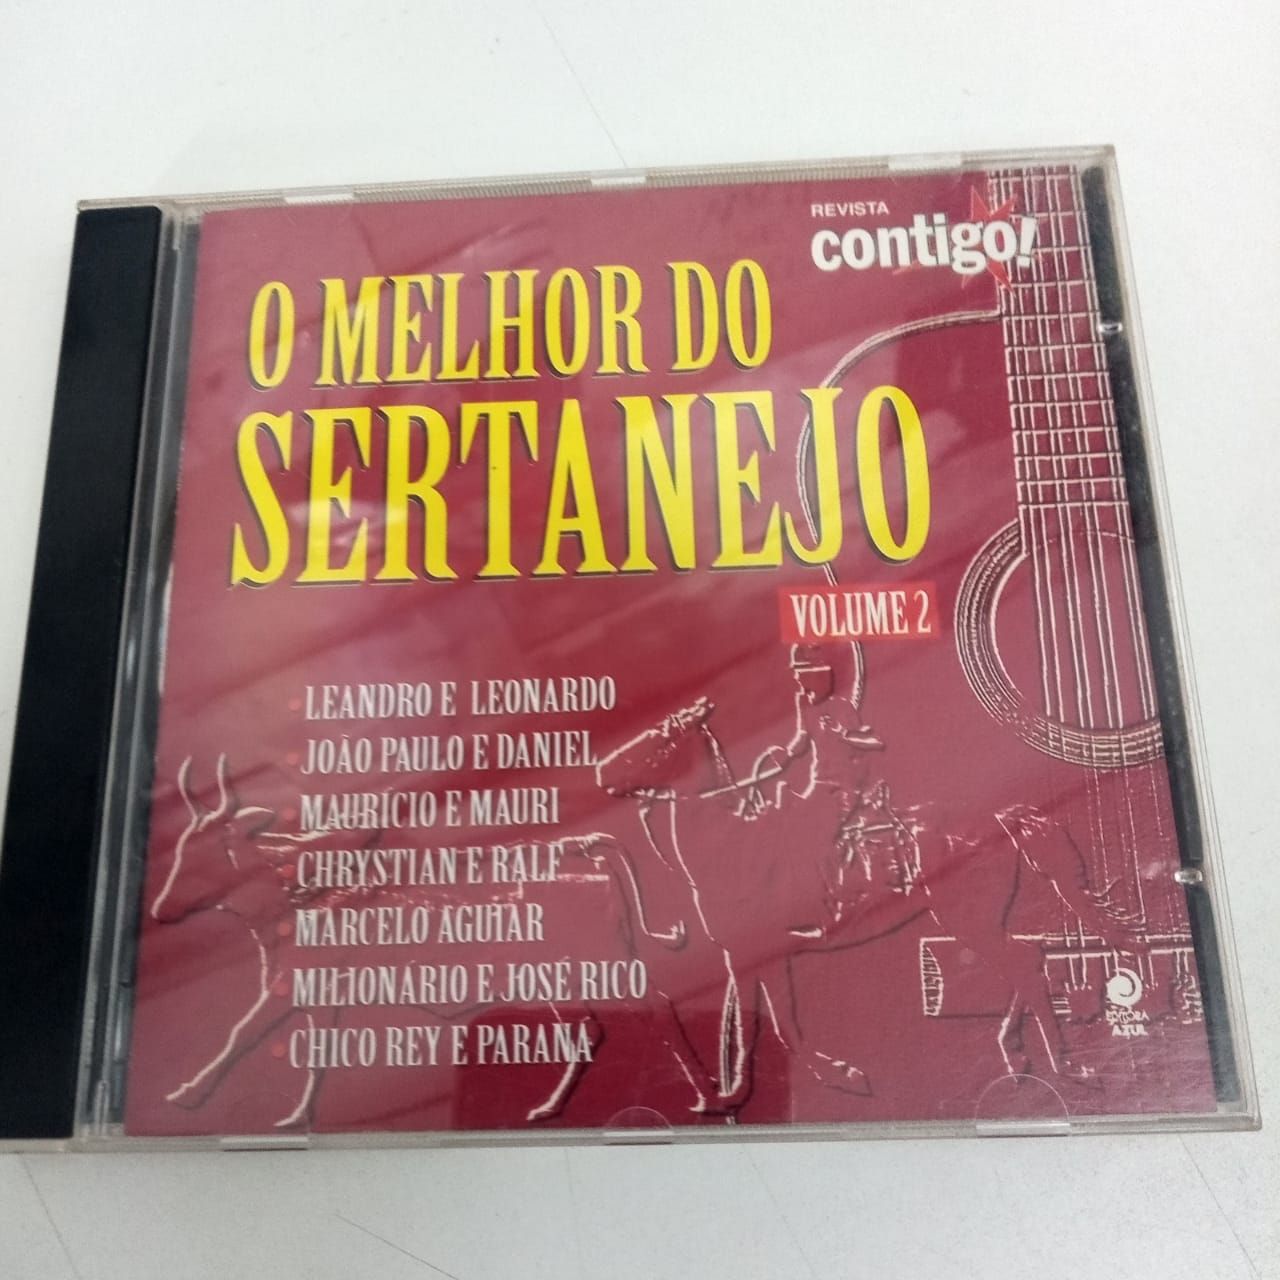 REVISTA
contigo!
O MELHOR DO
SERTANEJO
VOLUME 2
LEANDRO E LEONARDO
JOÃO PAULO E DANIEL
MAURÍCIO E MAURI
CHRYSTIAN E RALF
MARCELO AGUIAR
MILIONÁRIO E JOSÉ RICO
CHICO REY E PARANÁ
EDITORA
AZUL